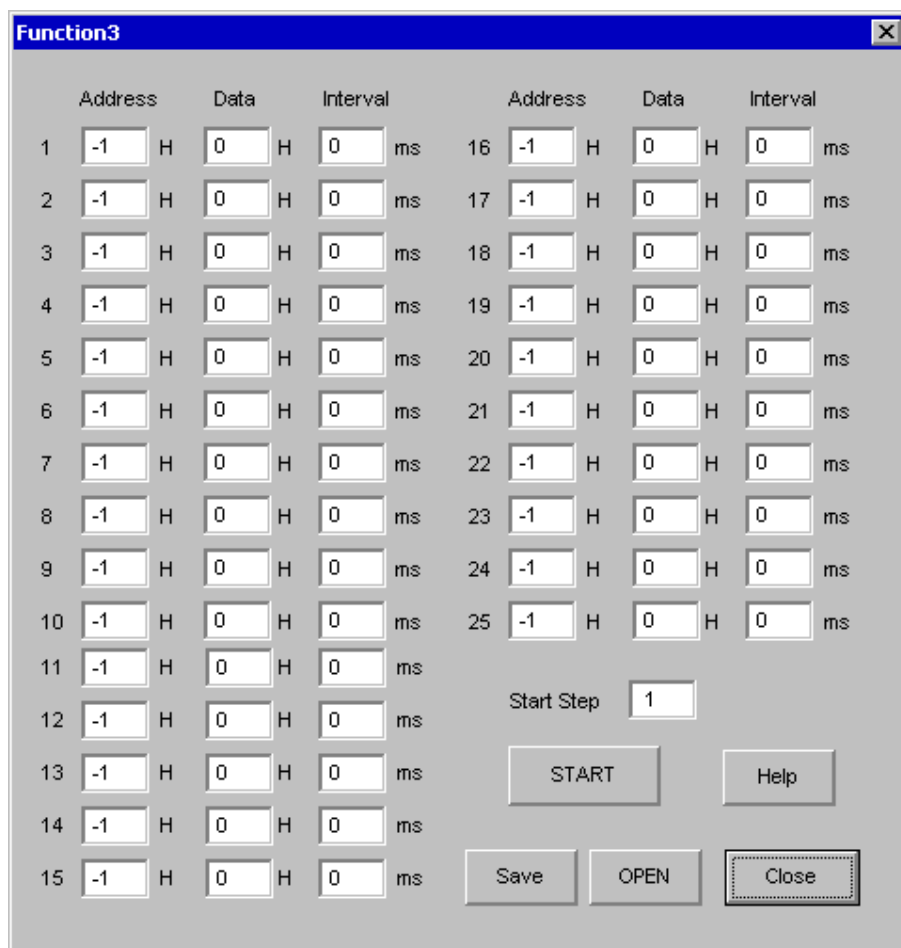 Function3
Address Data Interval Address Data Interval
1 -1 H 0 H 0 ms 16 -1 H 0 H 0 ms
2 -1 H 0 H 0 ms 17 -1 H 0 H 0 ms
3 -1 H 0 H 0 ms 18 -1 H 0 H 0 ms
4 -1 H 0 H 0 ms 19 -1 H 0 H 0 ms
5 -1 H 0 H 0 ms 20 -1 H 0 H 0 ms
6 -1 H 0 H 0 ms 21 -1 H 0 H 0 ms
7 -1 H 0 H 0 ms 22 -1 H 0 H 0 ms
8 -1 H 0 H 0 ms 23 -1 H 0 H 0 ms
9 -1 H 0 H 0 ms 24 -1 H 0 H 0 ms
10 -1 H 0 H 0 ms 25 -1 H 0 H 0 ms
11 -1 H 0 H 0 ms
12 -1 H 0 H 0 ms Start Step 1
13 -1 H 0 H 0 ms START Help
14 -1 H 0 H 0 ms
15 -1 H 0 H 0 ms Save OPEN Close